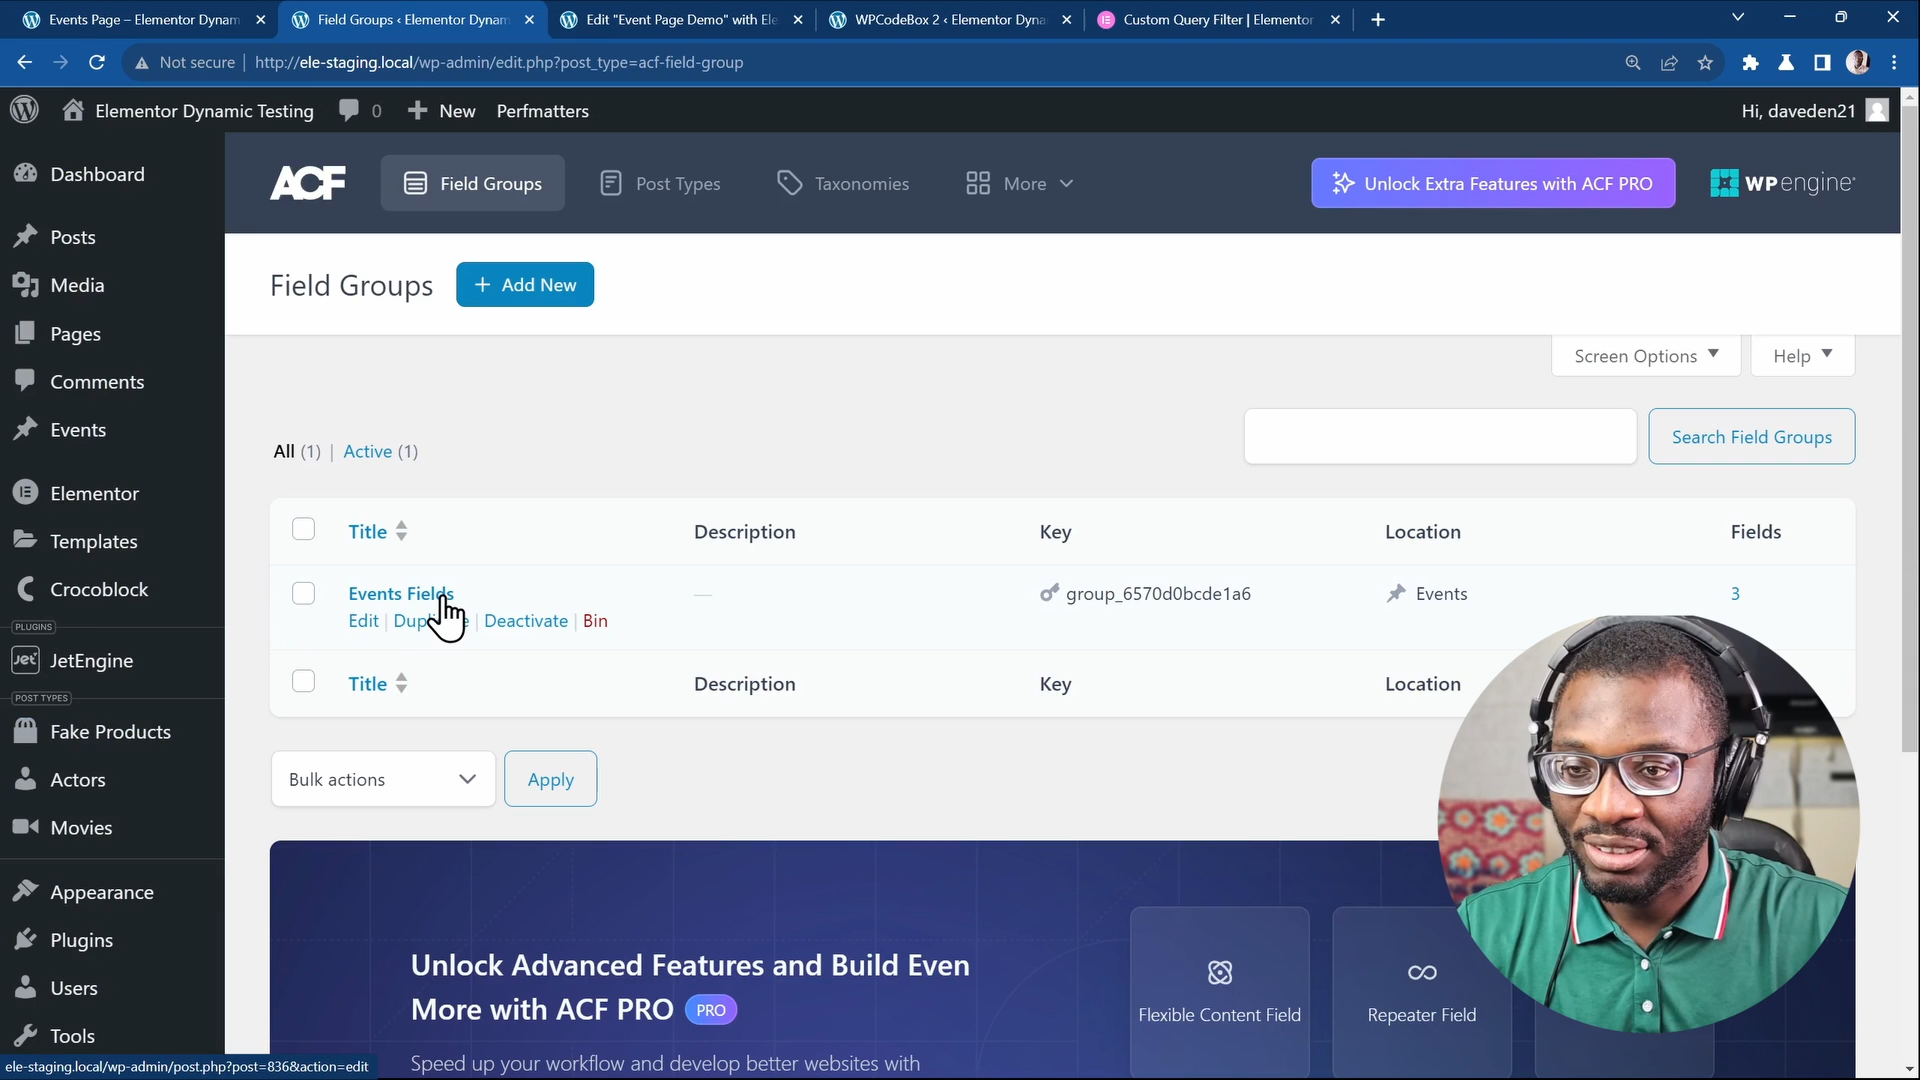 Events Page – Elementor Dynam
Field Groups ‹ Elementor Dynam
Edit "Event Page Demo" with Ele
WPCodeBox 2 ‹ Elementor Dyna
Custom Query Filter | Elementor
Not secure
http://ele-staging.local/wp-admin/edit.php?post_type=acf-field-group
Elementor Dynamic Testing
0
New
Perfmatters
Hi, daveden21
Dashboard
Posts
Media
Pages
Comments
Events
Elementor
Templates
Crocoblock
PLUGINS
Jet JetEngine
POST TYPES
Fake Products
Actors
Movies
Appearance
Plugins
Users
Tools
ACF
Field Groups
Post Types
Taxonomies
More
Unlock Extra Features with ACF PRO
WP engine
Field Groups
+ Add New
Screen Options
Help
All (1) | Active (1)
Search Field Groups
Title Description Key Location Fields
Events Fields — group_6570d0bcde1a6 Events 3
Edit | Dup e | Deactivate | Bin
Title Description Key Location
Bulk actions
Apply
Unlock Advanced Features and Build Even
More with ACF PRO PRO
Speed up your workflow and develop better websites with
Flexible Content Field
Repeater Field
ele-staging.local/wp-admin/post.php?post=836&action=edit